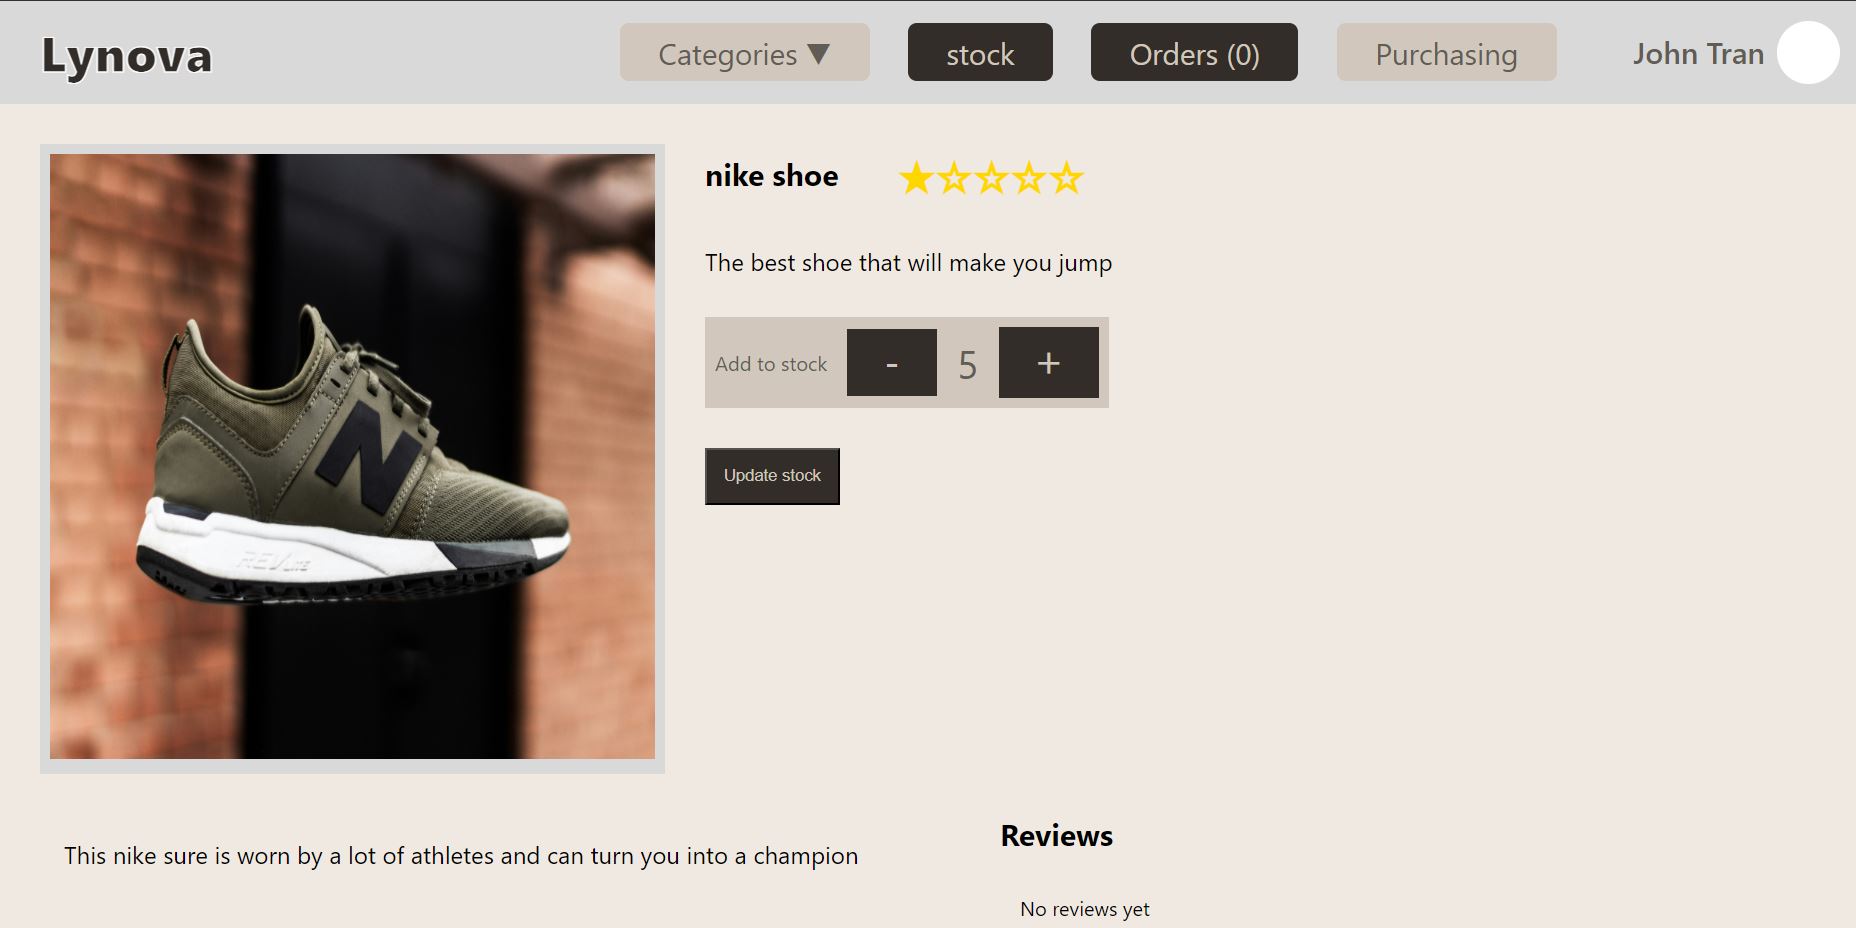 Lynova
Categories ▼
stock
Orders (0)
Purchasing
John Tran
nike shoe ★☆☆☆☆
The best shoe that will make you jump
Add to stock - 5 +
Update stock
N
REVLITE
This nike sure is worn by a lot of athletes and can turn you into a champion
Reviews
No reviews yet